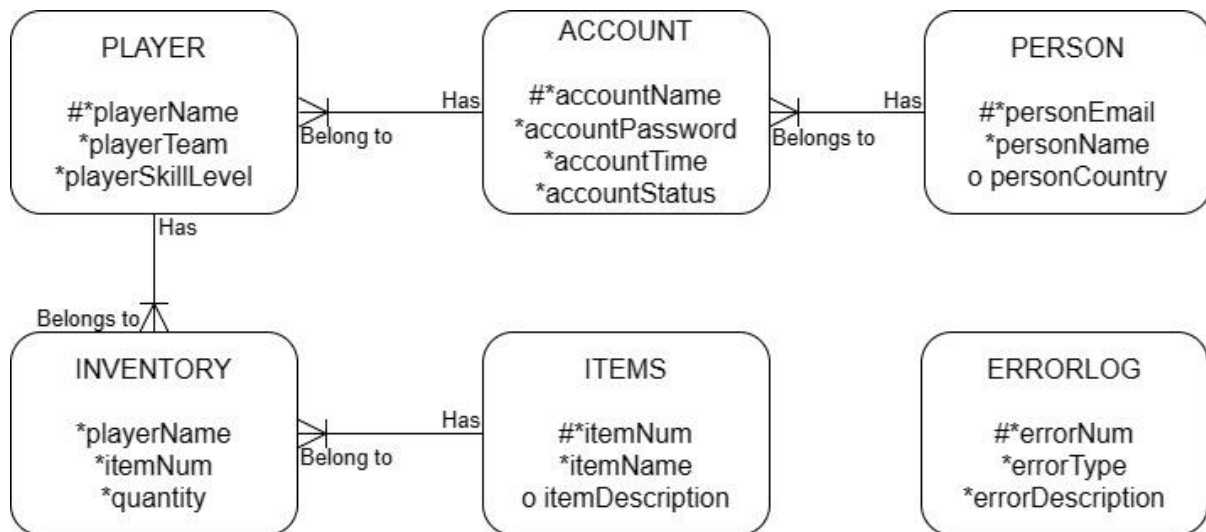 PLAYER
#*playerName
*playerTeam
*playerSkillLevel
Has
Belong to
ACCOUNT
#*accountName
*accountPassword
*accountTime
*accountStatus
Has
Belongs to
PERSON
#*personEmail
*personName
o personCountry
Has
Belongs to
INVENTORY
*playerName
*itemNum
*quantity
Has
Belong to
ITEMS
#*itemNum
*itemName
o itemDescription
ERRORLOG
#*errorNum
*errorType
*errorDescription